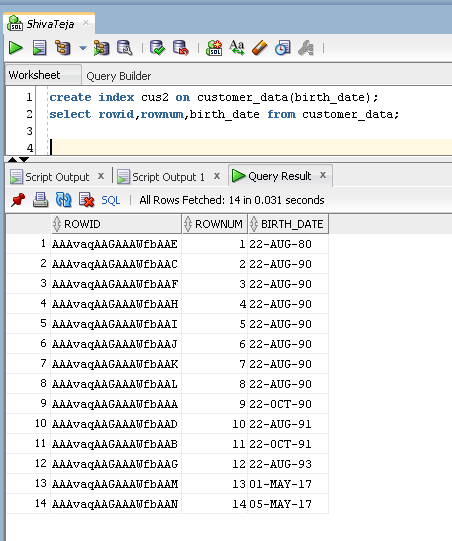 ShivaTeja
SQL
Worksheet Query Builder
1 create index cus2 on customer_data(birth_date);
2 select rowid,rownum,birth_date from customer_data;
3
4
Script Output Script Output 1 Query Result
SQL | All Rows Fetched: 14 in 0.031 seconds
ROWID ROWNUM BIRTH_DATE
1 AAAvaqAAGAAAWfbAAE 1 22-AUG-80
2 AAAvaqAAGAAAWfbAAC 2 22-AUG-90
3 AAAvaqAAGAAAWfbAAF 3 22-AUG-90
4 AAAvaqAAGAAAWfbAAH 4 22-AUG-90
5 AAAvaqAAGAAAWfbAAI 5 22-AUG-90
6 AAAvaqAAGAAAWfbAAJ 6 22-AUG-90
7 AAAvaqAAGAAAWfbAAK 7 22-AUG-90
8 AAAvaqAAGAAAWfbAAL 8 22-AUG-90
9 AAAvaqAAGAAAWfbAAA 9 22-OCT-90
10 AAAvaqAAGAAAWfbAAD 10 22-AUG-91
11 AAAvaqAAGAAAWfbAAB 11 22-OCT-91
12 AAAvaqAAGAAAWfbAAG 12 22-AUG-93
13 AAAvaqAAGAAAWfbAAM 13 01-MAY-17
14 AAAvaqAAGAAAWfbAAN 14 05-MAY-17